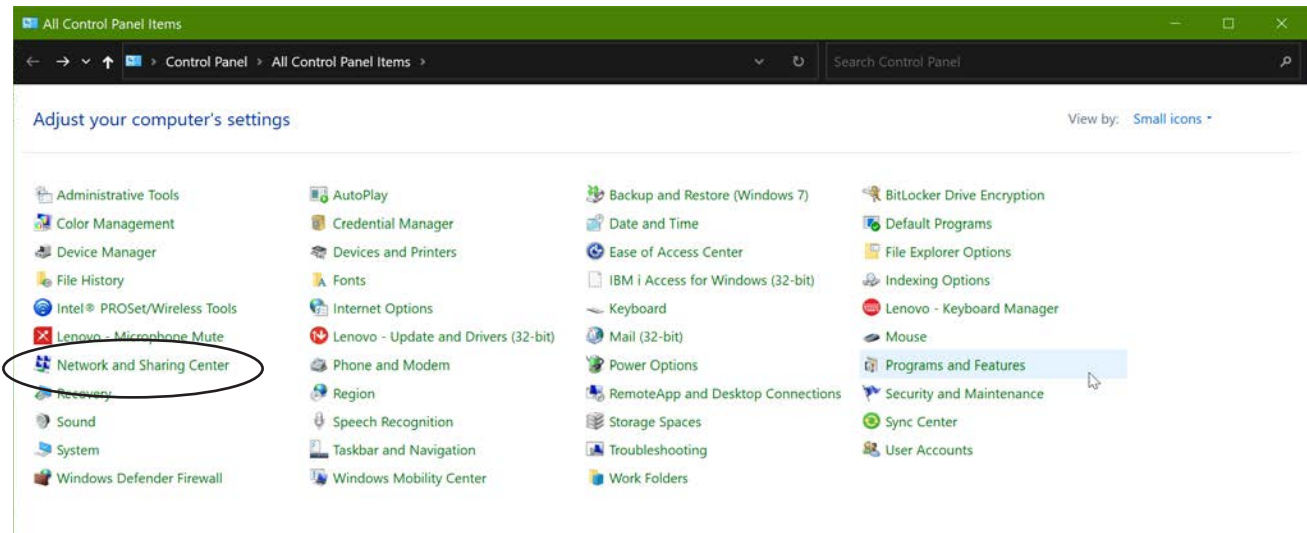 All Control Panel Items
Control Panel All Control Panel Items Search Control Panel
Adjust your computer's settings View by: Small icons
Administrative Tools AutoPlay Backup and Restore (Windows 7) BitLocker Drive Encryption
Color Management Credential Manager Date and Time Default Programs
Device Manager Devices and Printers Ease of Access Center File Explorer Options
File History Fonts IBM i Access for Windows (32-bit) Indexing Options
Intel® PROSet/Wireless Tools Internet Options Keyboard Lenovo - Keyboard Manager
Lenovo - Microphone Mute Lenovo - Update and Drivers (32-bit) Mail (32-bit) Mouse
Network and Sharing Center Phone and Modem Power Options Programs and Features
Recovery Region RemoteApp and Desktop Connections Security and Maintenance
Sound Speech Recognition Storage Spaces Sync Center
System Taskbar and Navigation Troubleshooting User Accounts
Windows Defender Firewall Windows Mobility Center Work Folders